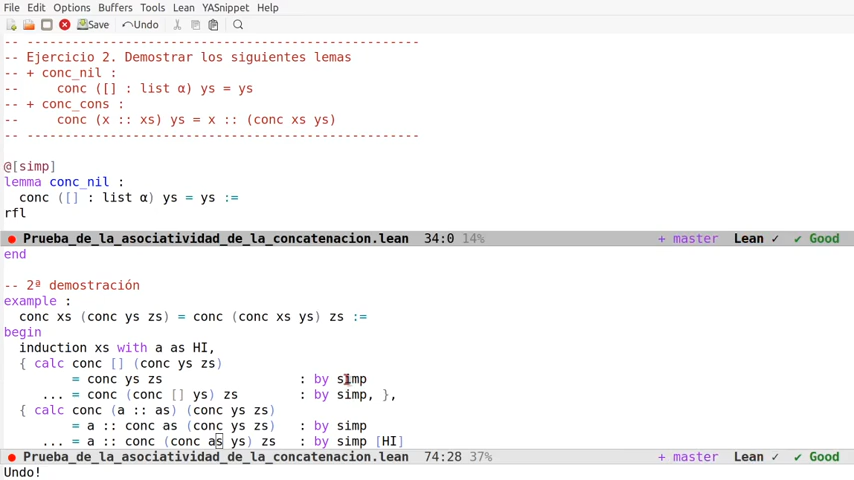 File Edit Options Buffers Tools Lean YASnippet Help
Save Undo
-- ---------------------------------------------------
-- Ejercicio 2. Demostrar los siguientes lemas
-- + conc_nil :
--     conc ([] : list α) ys = ys
-- + conc_cons :
--     conc (x :: xs) ys = x :: (conc xs ys)
-- ---------------------------------------------------
@[simp]
lemma conc_nil :
  conc ([] : list α) ys = ys :=
rfl
Prueba_de_la_asociatividad_de_la_concatenacion.lean 34:0 14% + master Lean ✓ ✔ Good
end
-- 2ª demostración
example :
  conc xs (conc ys zs) = conc (conc xs ys) zs :=
begin
  induction xs with a as HI,
  { calc conc [] (conc ys zs)
         = conc ys zs                  : by simp
     ... = conc (conc [] ys) zs        : by simp, },
  { calc conc (a :: as) (conc ys zs)
         = a :: conc as (conc ys zs)   : by simp
     ... = a :: conc (conc as ys) zs   : by simp [HI]
Prueba_de_la_asociatividad_de_la_concatenacion.lean 74:28 37% + master Lean ✓ ✔ Good
Undo!